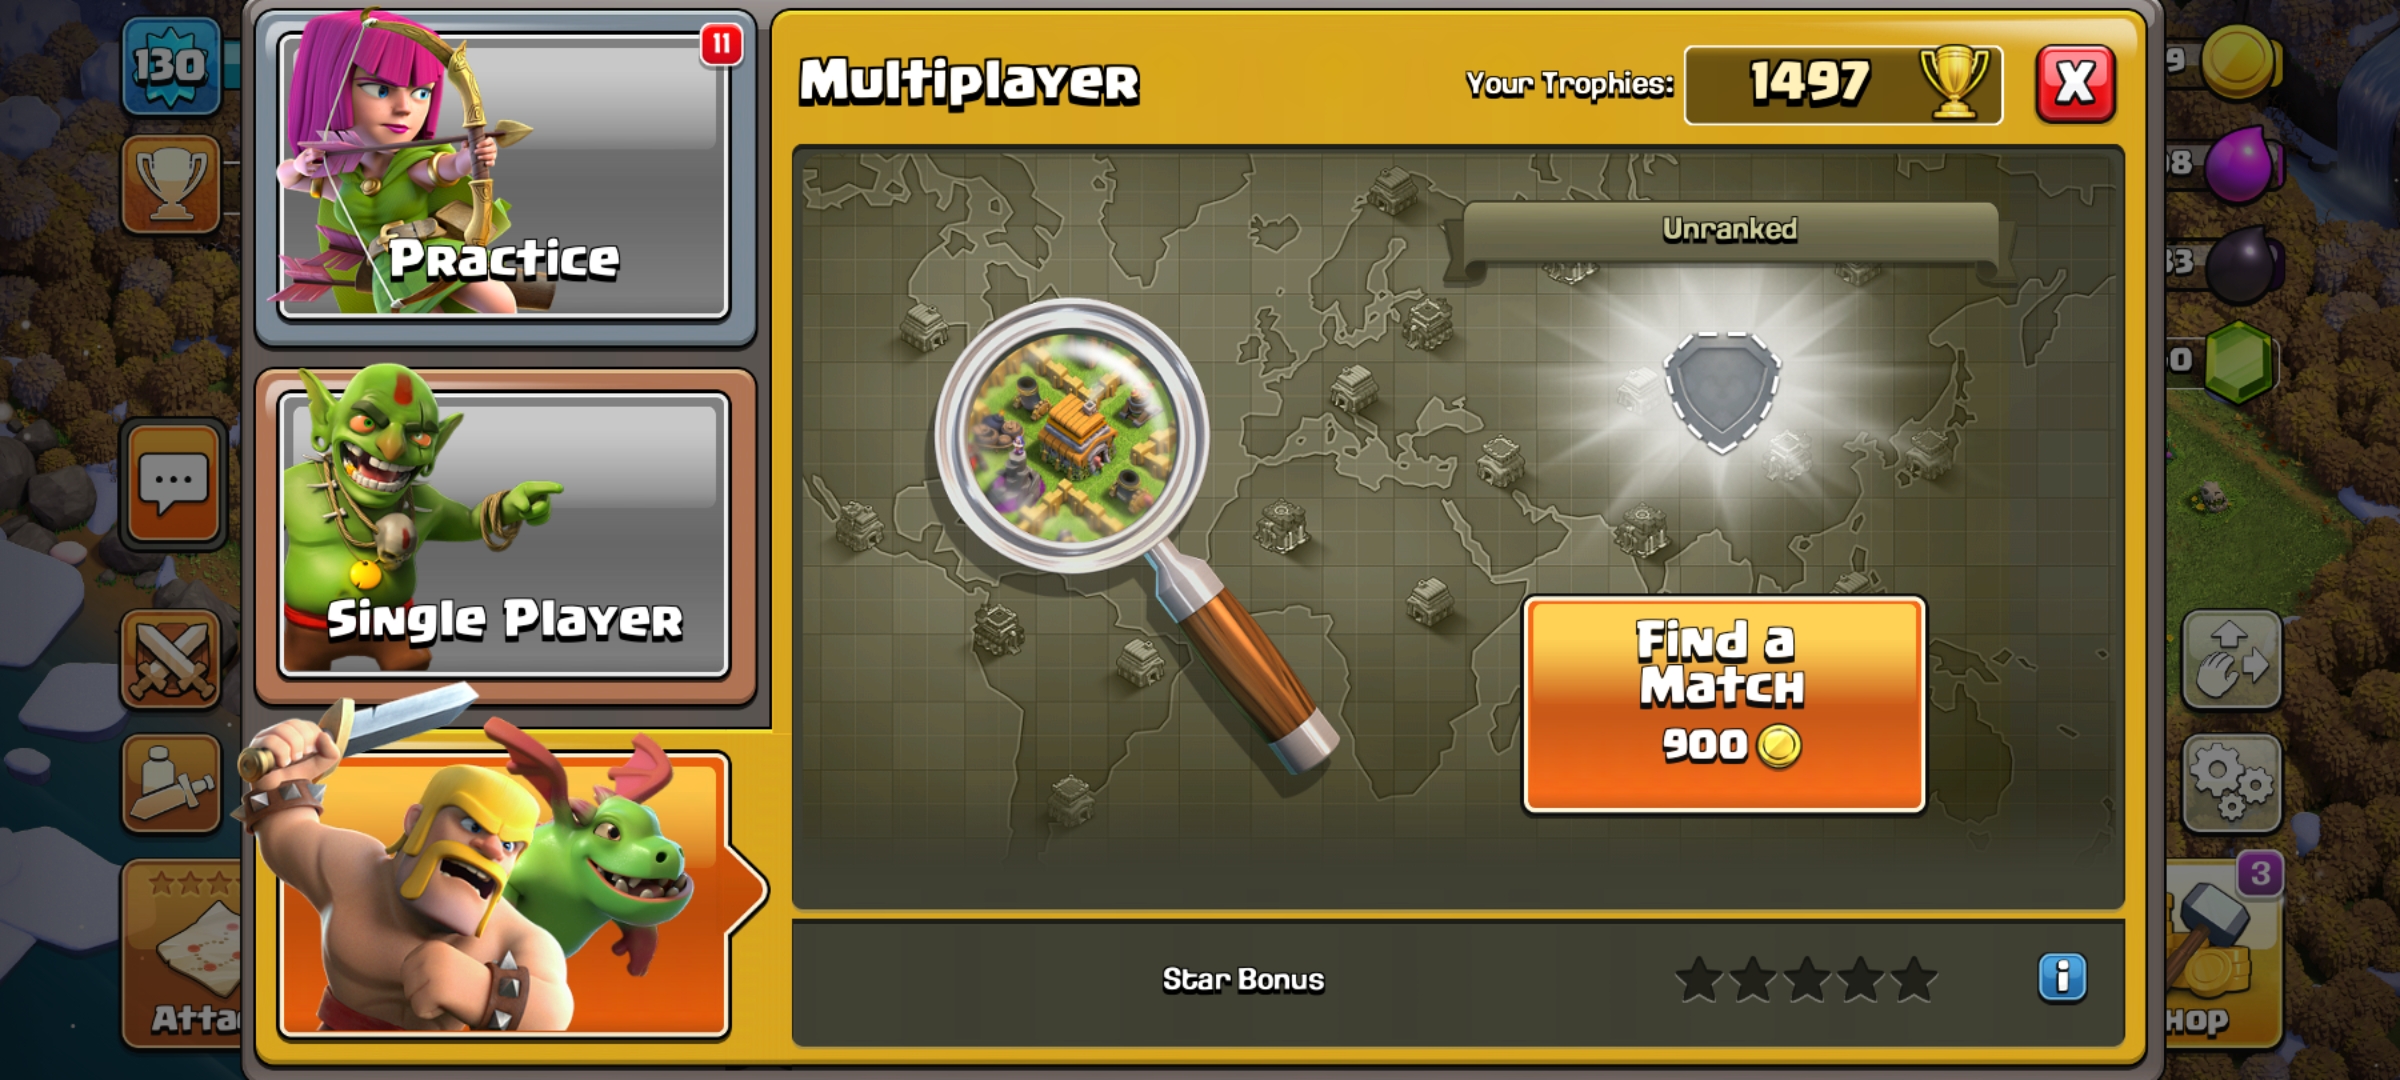 130
11
Practice
Single Player
Multiplayer
Your Trophies:
1497
X
Unranked
Find a
Match
900
Star Bonus
i
3